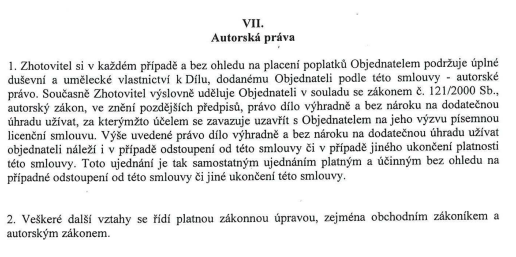 VII.
Autorská práva
1. Zhotovitel si v každém případě a bez ohledu na placení poplatků Objednatelem podržuje úplné
duševní a umělecké vlastnictví k Dílu, dodanému Objednateli podle této smlouvy - autorské
právo. Současně Zhotovitel výslovně uděluje Objednateli v souladu se zákonem č. 121/2000 Sb.,
autorský zákon, ve znění pozdějších předpisů, právo dílo výhradně a bez nároku na dodatečnou
úhradu užívat, za kterýmžto účelem se zavazuje uzavřít s Objednatelem na jeho výzvu písemnou
licenční smlouvu. Výše uvedené právo dílo výhradně a bez nároku na dodatečnou úhradu užívat
objednateli náleží i v případě odstoupení od této smlouvy či v případě jiného ukončení platnosti
této smlouvy. Toto ujednání je tak samostatným ujednáním platným a účinným bez ohledu na
případné odstoupení od této smlouvy či jiné ukončení této smlouvy.
2. Veškeré další vztahy se řídí platnou zákonnou úpravou, zejména obchodním zákoníkem a
autorským zákonem.